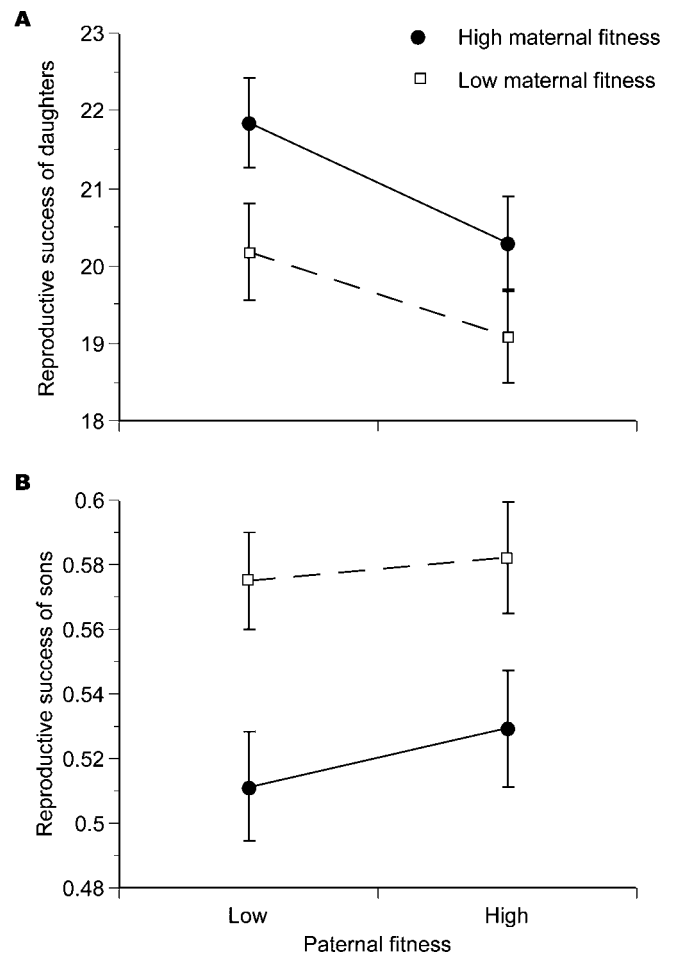 A
High maternal fitness
Low maternal fitness
Reproductive success of daughters
23
22
21
20
19
18
B
Reproductive success of sons
0.6
0.58
0.56
0.54
0.52
0.5
0.48
Low
High
Paternal fitness